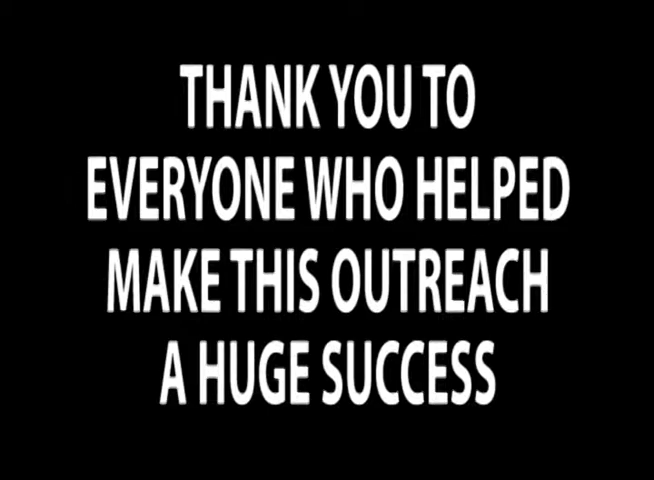 THANK YOU TO
EVERYONE WHO HELPED
MAKE THIS OUTREACH
A HUGE SUCCESS